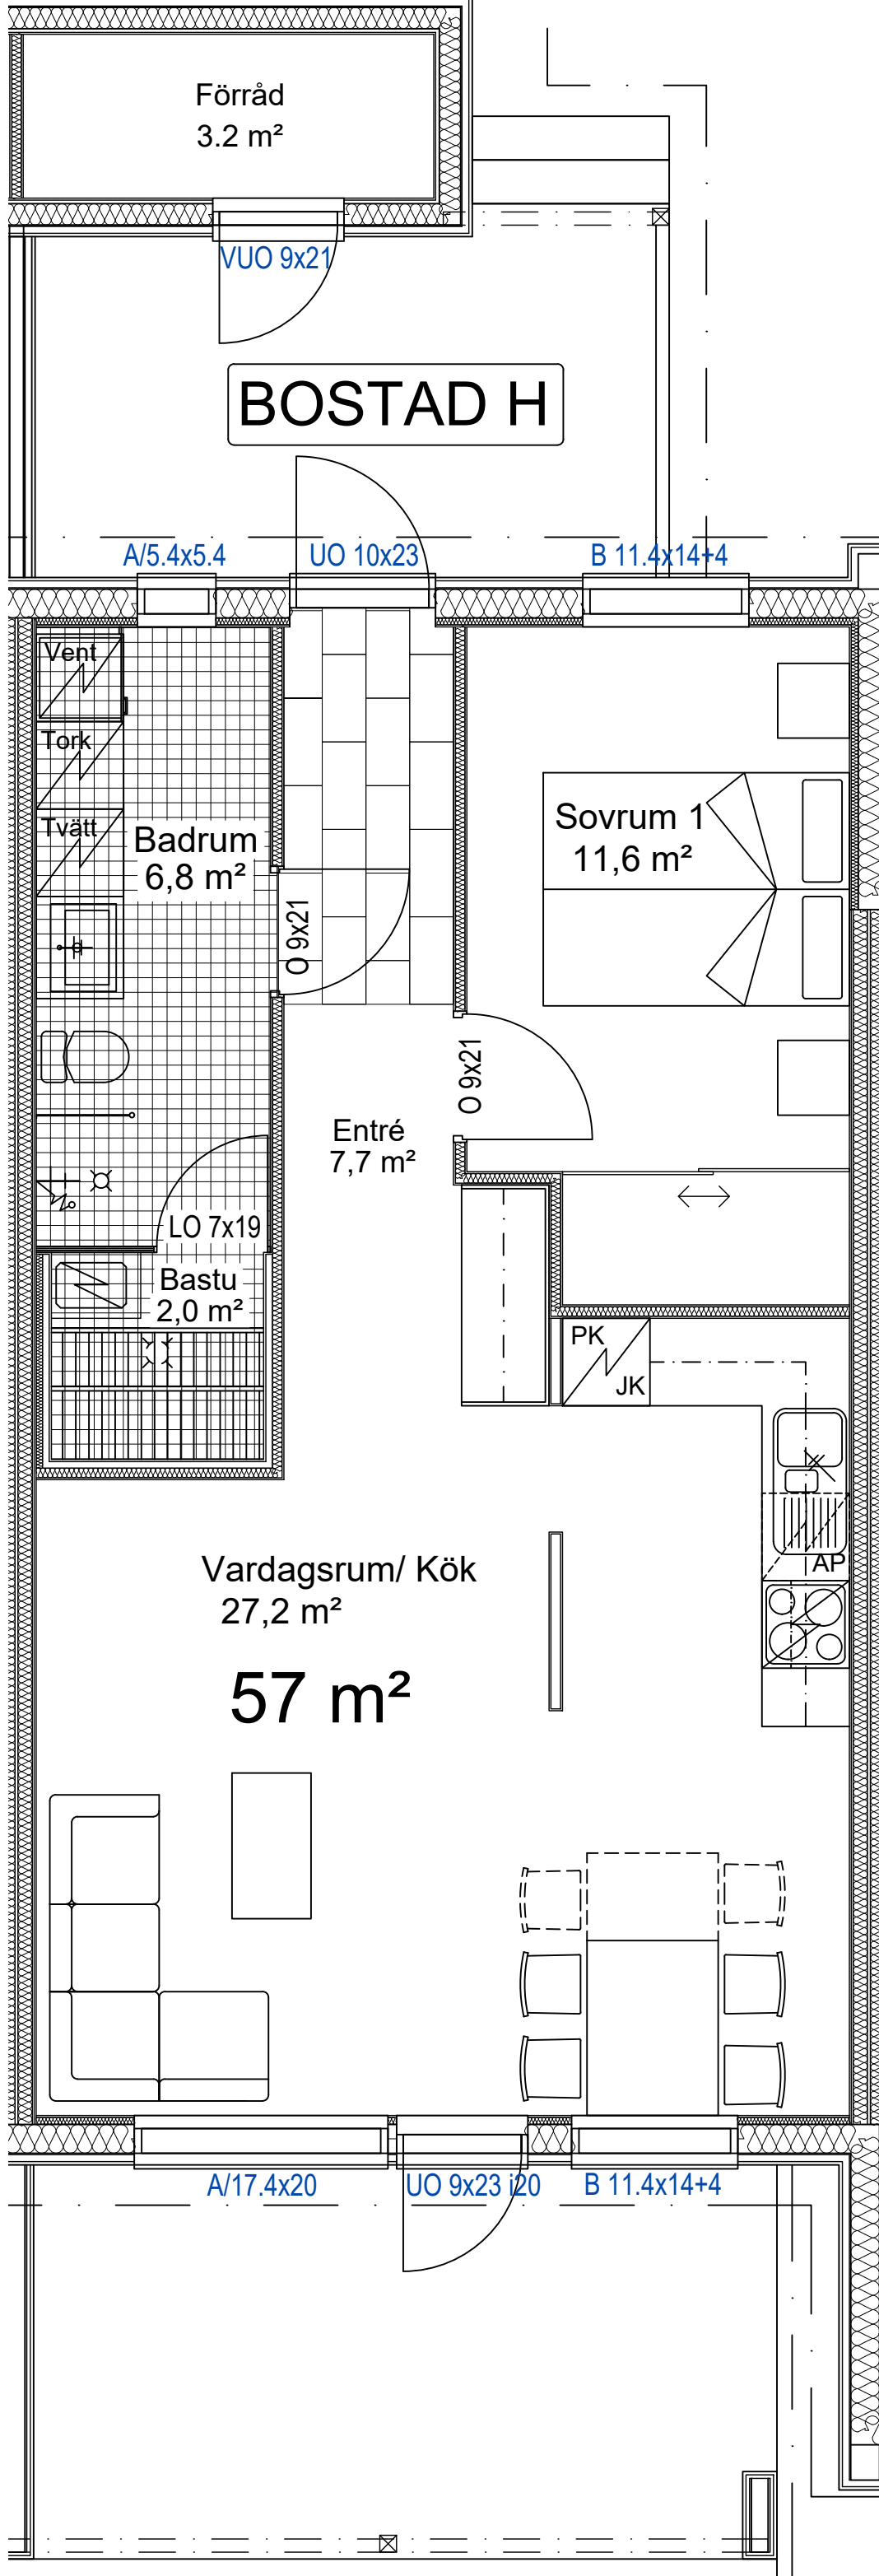 Förråd
3.2 m²
VUO 9x21
BOSTAD H
A/5.4x5.4
UO 10x23
B 11.4x14+4
Vent
Tork
Tvätt
Badrum
6,8 m²
Sovrum 1
11,6 m²
O 9x21
O 9x21
Entré
7,7 m²
LO 7x19
Bastu
2,0 m²
PK
JK
AP
Vardagsrum/ Kök
27,2 m²
57 m²
A/17.4x20
UO 9x23 i20
B 11.4x14+4